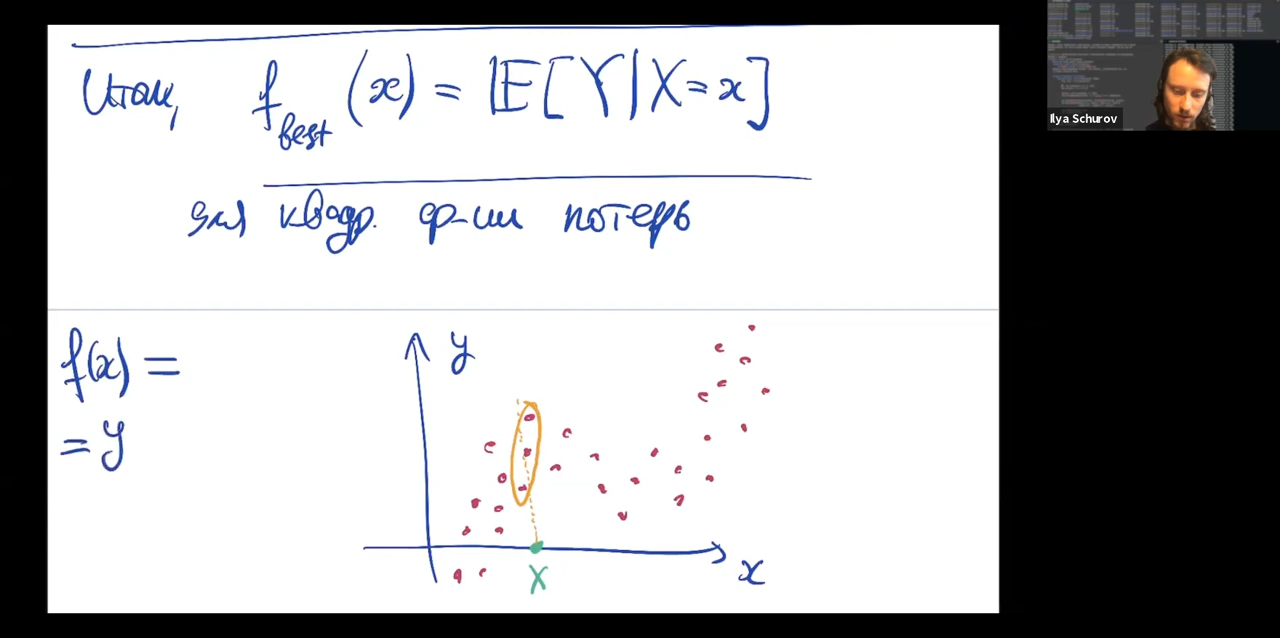 Итак, f_best (x) = 𝔼[Y|X=x]
для квадр. ф-ии потерь
f(x) =
= y
y
x
X
Ilya Schurov